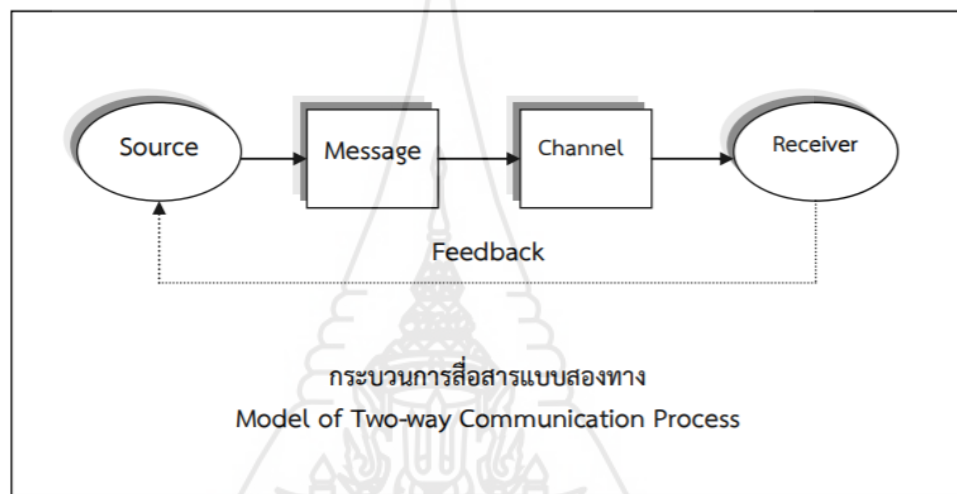 Source
Message
Channel
Receiver
Feedback
กระบวนการสื่อสารแบบสองทาง
Model of Two-way Communication Process